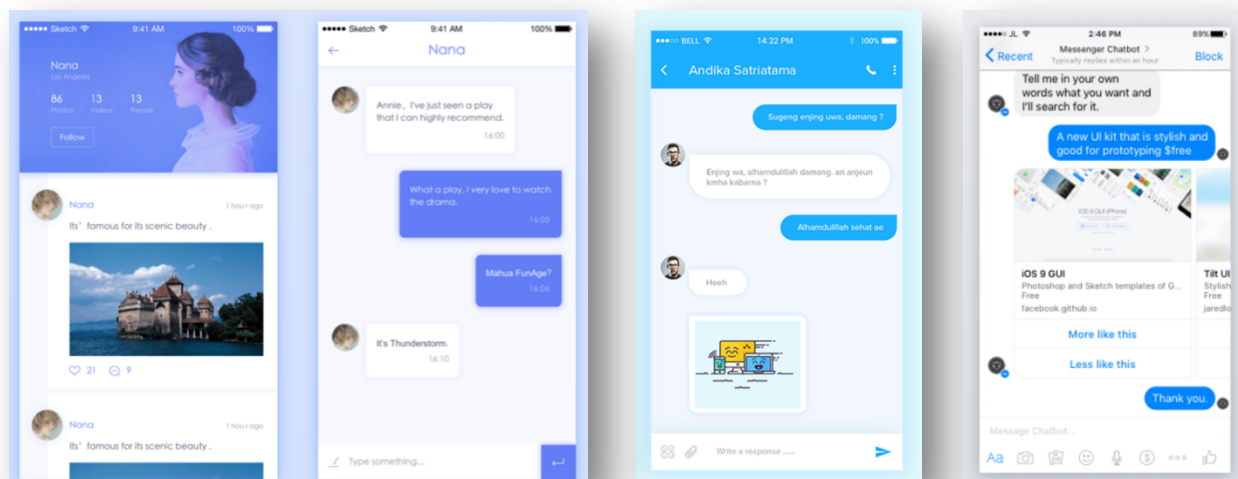 Sketch 9:41 AM 100%
Nana
Los Angeles
86 13 13
Photos Videos Friends
Follow
Nana 1 hour ago
Its' famous for its scenic beauty .
21 9
Nana 1 hour ago
Its' famous for its scenic beauty .
Sketch 9:41 AM 100%
Nana
Annie，I've just seen a play
that I can highly recommend.
16:00
What a play, I very love to watch
the drama.
16:05
Mahua FunAge?
16:06
It's Thunderstorm.
16:10
Type something...
BELL 14:22 PM 100%
Andika Satriatama
Sugeng enjing uwa, damang ?
Enjing wa, alhamdulillah damang, ari anjeun
kmha kabarna ?
Alhamdulillah sehat ae
Heeh
Write a response ......
JL 2:46 PM 89%
Recent Messenger Chatbot Block
Typically replies within an hour
Tell me in your own
words what you want and
I'll search for it.
A new UI kit that is stylish and
good for prototyping $free
iOS 9 GUI (iPhone)
iOS 9 GUI
Photoshop and Sketch templates of G...
Free
facebook.github.io
Tilt UI
Stylish
Free
jaredlo
More like this
Less like this
Thank you.
Message Chatbot...
Aa